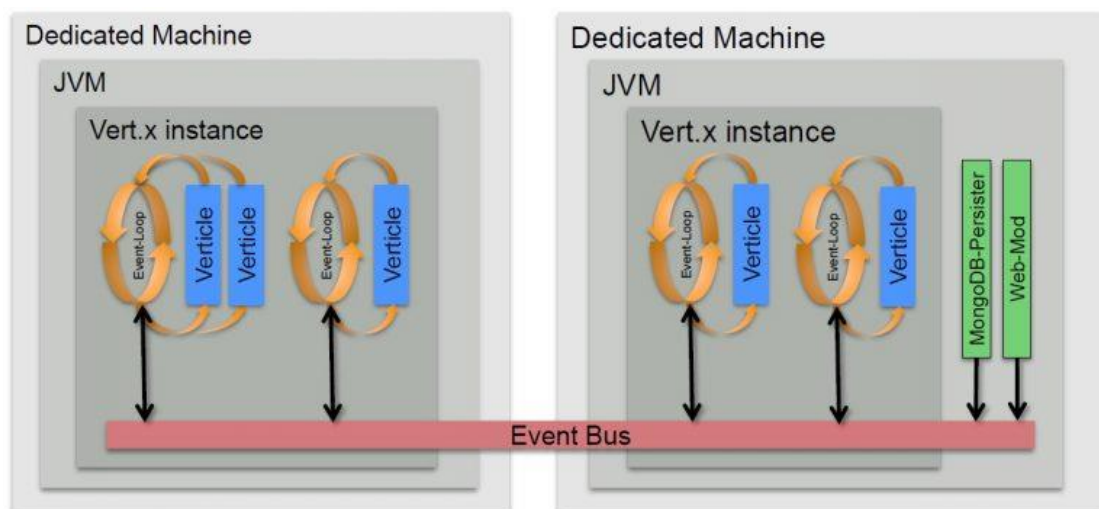 Dedicated Machine
JVM
Vert.x instance
Event-Loop
Verticle
Verticle
Event-Loop
Verticle
Dedicated Machine
JVM
Vert.x instance
Event-Loop
Verticle
Event-Loop
Verticle
MongoDB-Persister
Web-Mod
Event Bus